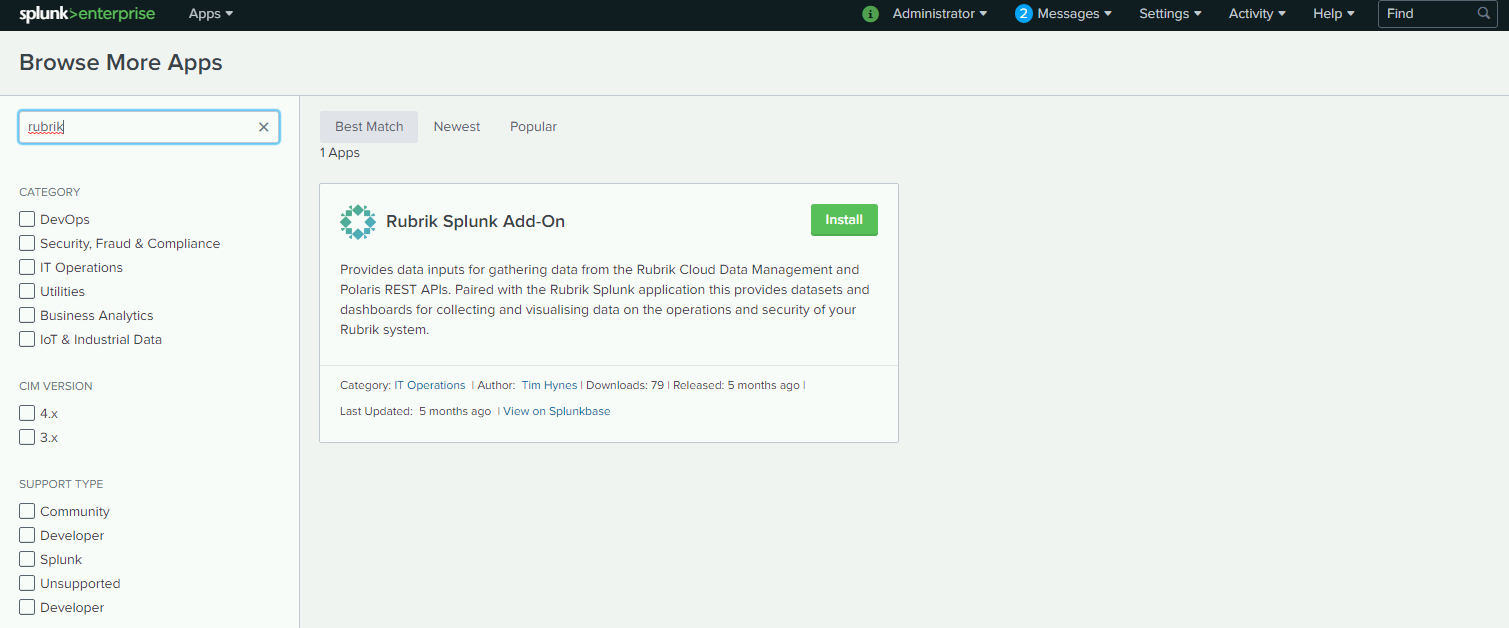 splunk>enterprise Apps i Administrator 2 Messages Settings Activity Help Find
Browse More Apps
rubrik
Best Match Newest Popular
1 Apps
CATEGORY
DevOps
Security, Fraud & Compliance
IT Operations
Utilities
Business Analytics
IoT & Industrial Data
CIM VERSION
4.x
3.x
SUPPORT TYPE
Community
Developer
Splunk
Unsupported
Developer
Rubrik Splunk Add-On
Install
Provides data inputs for gathering data from the Rubrik Cloud Data Management and
Polaris REST APIs. Paired with the Rubrik Splunk application this provides datasets and
dashboards for collecting and visualising data on the operations and security of your
Rubrik system.
Category: IT Operations | Author: Tim Hynes | Downloads: 79 | Released: 5 months ago |
Last Updated: 5 months ago | View on Splunkbase